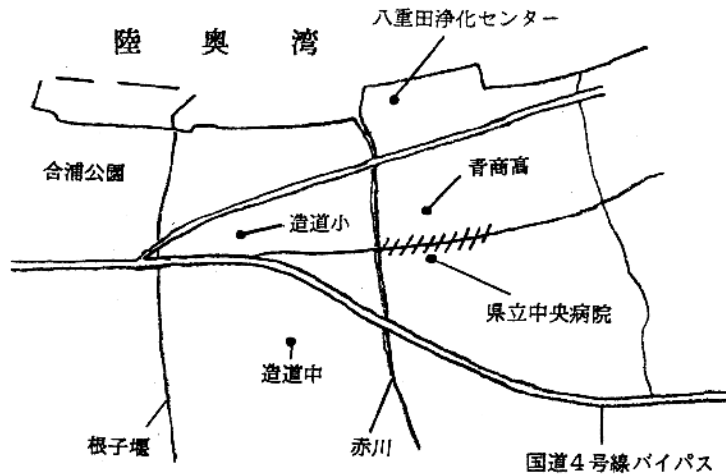 八重田浄化センター
陸奥湾
合浦公園
青商高
造道小
県立中央病院
造道中
根子堰
赤川
国道4号線バイパス